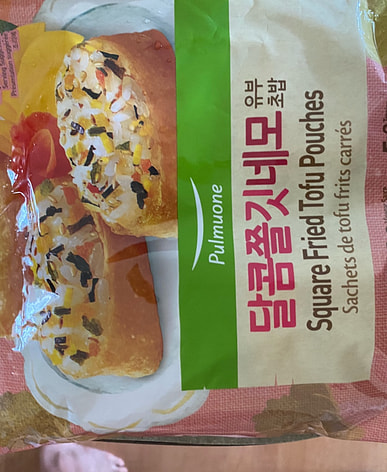 Pulmuone
달콤쫄깃네모
유부
초밥
Square Fried Tofu Pouches
Sachets de tofu frits carrés